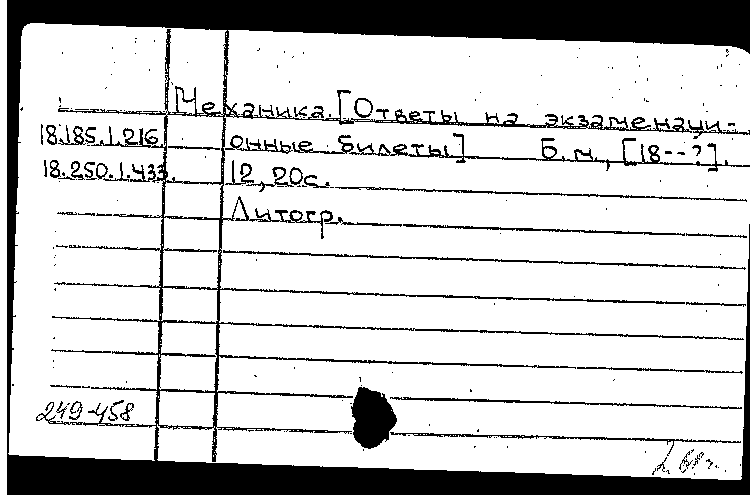 Механика. [Ответы на экзаменаци-
18.185.1.216. онные билеты] Б.м., [18--?].
18.250.1.433. 12, 20с.
Литогр.
249-458